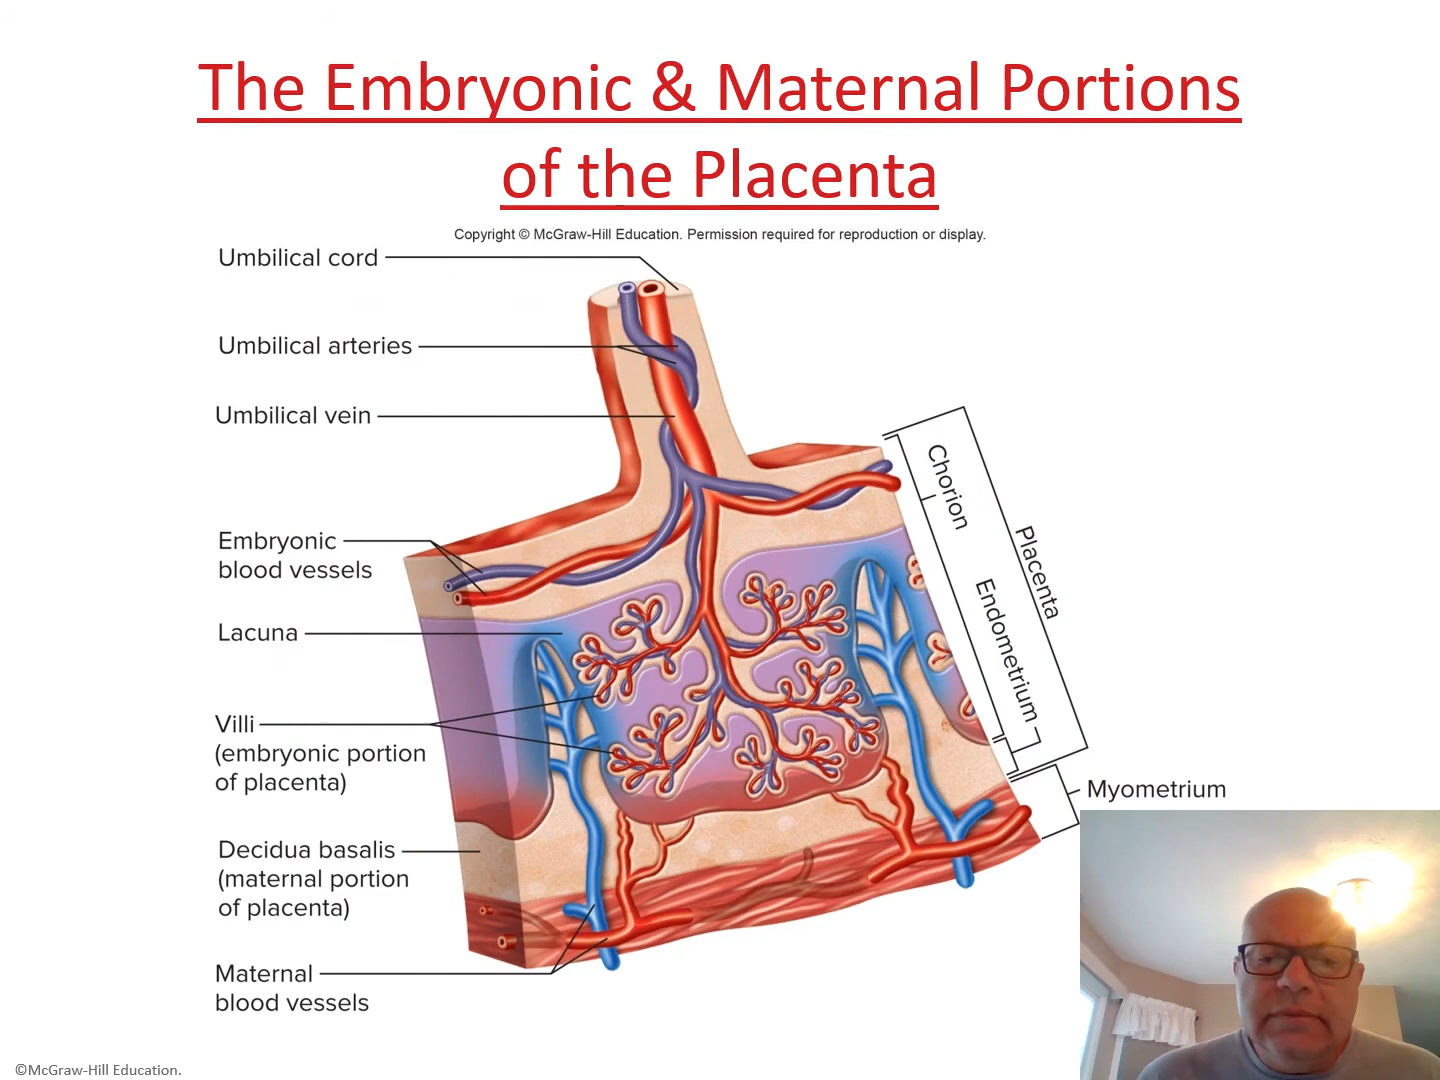 The Embryonic & Maternal Portions
of the Placenta
Copyright © McGraw-Hill Education. Permission required for reproduction or display.
Umbilical cord
Umbilical arteries
Umbilical vein
Chorion
Placenta
Embryonic
blood vessels
Endometrium
Lacuna
Villi
(embryonic portion
of placenta)
Myometrium
Decidua basalis
(maternal portion
of placenta)
Maternal
blood vessels
©McGraw-Hill Education.